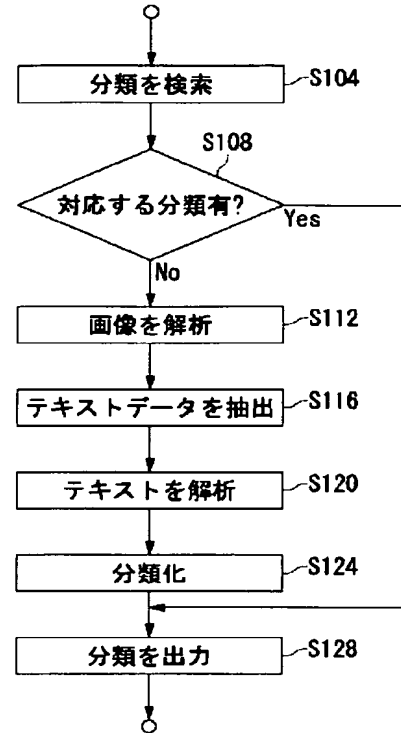 分類を検索 S104
S108
対応する分類有?
Yes
No
画像を解析 S112
テキストデータを抽出 S116
テキストを解析 S120
分類化 S124
分類を出力 S128